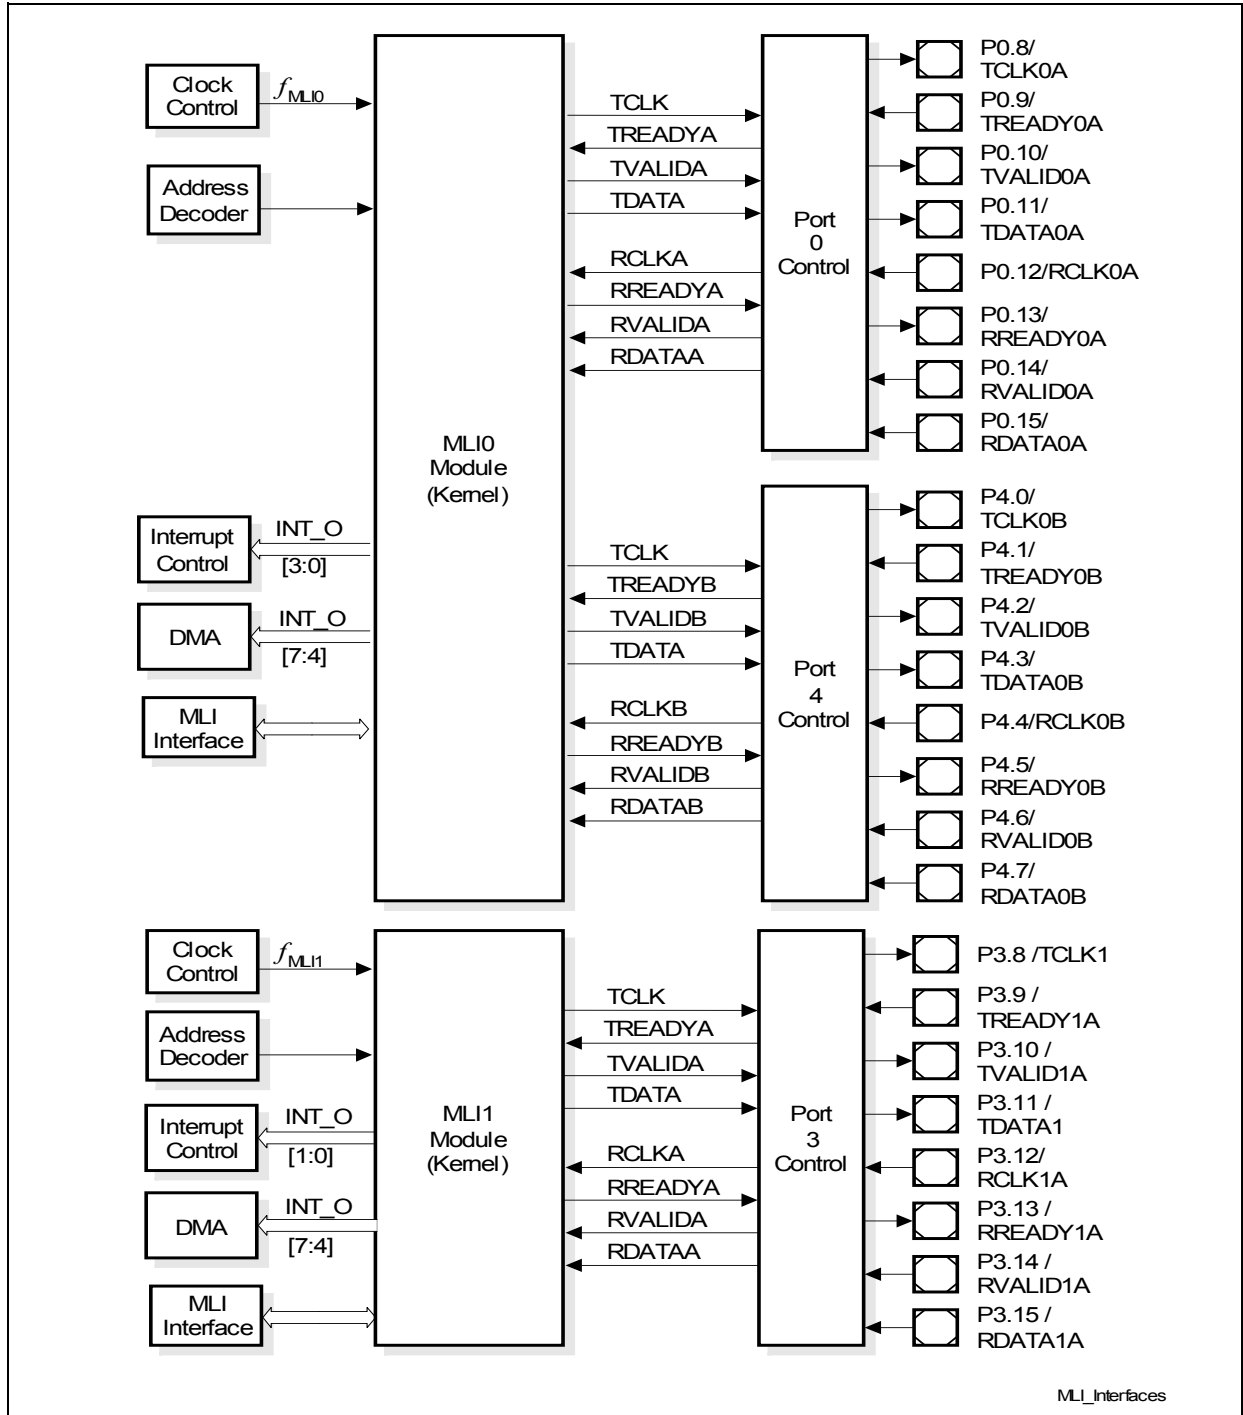 Clock
Control
fMLI0
Address
Decoder
MLI0
Module
(Kernel)
Interrupt
Control
INT_O
[3:0]
DMA
INT_O
[7:4]
MLI
Interface
TCLK
TREADYA
TVALIDA
TDATA
RCLKA
RREADYA
RVALIDA
RDATAA
Port
0
Control
P0.8/
TCLK0A
P0.9/
TREADY0A
P0.10/
TVALID0A
P0.11/
TDATA0A
P0.12/RCLK0A
P0.13/
RREADY0A
P0.14/
RVALID0A
P0.15/
RDATA0A
TCLK
TREADYB
TVALIDB
TDATA
RCLKB
RREADYB
RVALIDB
RDATAB
Port
4
Control
P4.0/
TCLK0B
P4.1/
TREADY0B
P4.2/
TVALID0B
P4.3/
TDATA0B
P4.4/RCLK0B
P4.5/
RREADY0B
P4.6/
RVALID0B
P4.7/
RDATA0B
Clock
Control
fMLI1
Address
Decoder
Interrupt
Control
INT_O
[1:0]
DMA
INT_O
[7:4]
MLI
Interface
MLI1
Module
(Kernel)
TCLK
TREADYA
TVALIDA
TDATA
RCLKA
RREADYA
RVALIDA
RDATAA
Port
3
Control
P3.8 /TCLK1
P3.9 /
TREADY1A
P3.10 /
TVALID1A
P3.11 /
TDATA1
P3.12/
RCLK1A
P3.13 /
RREADY1A
P3.14 /
RVALID1A
P3.15 /
RDATA1A
MLI_Interfaces